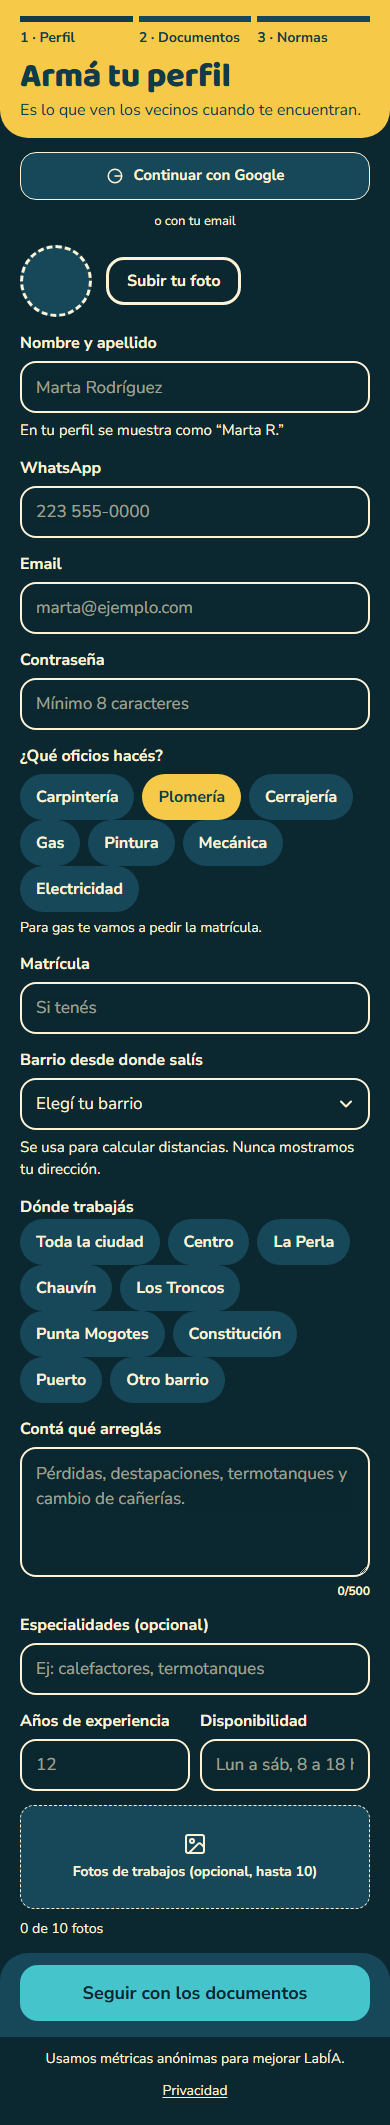 1 · Perfil
2 · Documentos
3 · Normas
Armá tu perfil
Es lo que ven los vecinos cuando te encuentran.
Continuar con Google
o con tu email
Subir tu foto
Nombre y apellido
Marta Rodríguez
En tu perfil se muestra como “Marta R.”
WhatsApp
223 555-0000
Email
marta@ejemplo.com
Contraseña
Mínimo 8 caracteres
¿Qué oficios hacés?
Carpintería
Plomería
Cerrajería
Gas
Pintura
Mecánica
Electricidad
Para gas te vamos a pedir la matrícula.
Matrícula
Si tenés
Barrio desde donde salís
Elegí tu barrio
Se usa para calcular distancias. Nunca mostramos
tu dirección.
Dónde trabajás
Toda la ciudad
Centro
La Perla
Chauvín
Los Troncos
Punta Mogotes
Constitución
Puerto
Otro barrio
Contá qué arreglás
Pérdidas, destapaciones, termotanques y
cambio de cañerías.
0/500
Especialidades (opcional)
Ej: calefactores, termotanques
Años de experiencia
Disponibilidad
12
Lun a sáb, 8 a 18
Fotos de trabajos (opcional, hasta 10)
0 de 10 fotos
Seguir con los documentos
Usamos métricas anónimas para mejorar LabÍA.
Privacidad